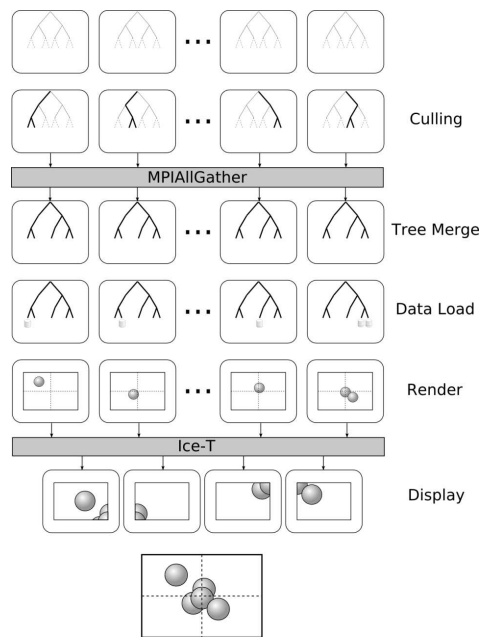 Culling
MPIAllGather
Tree Merge
Data Load
Render
Ice-T
Display